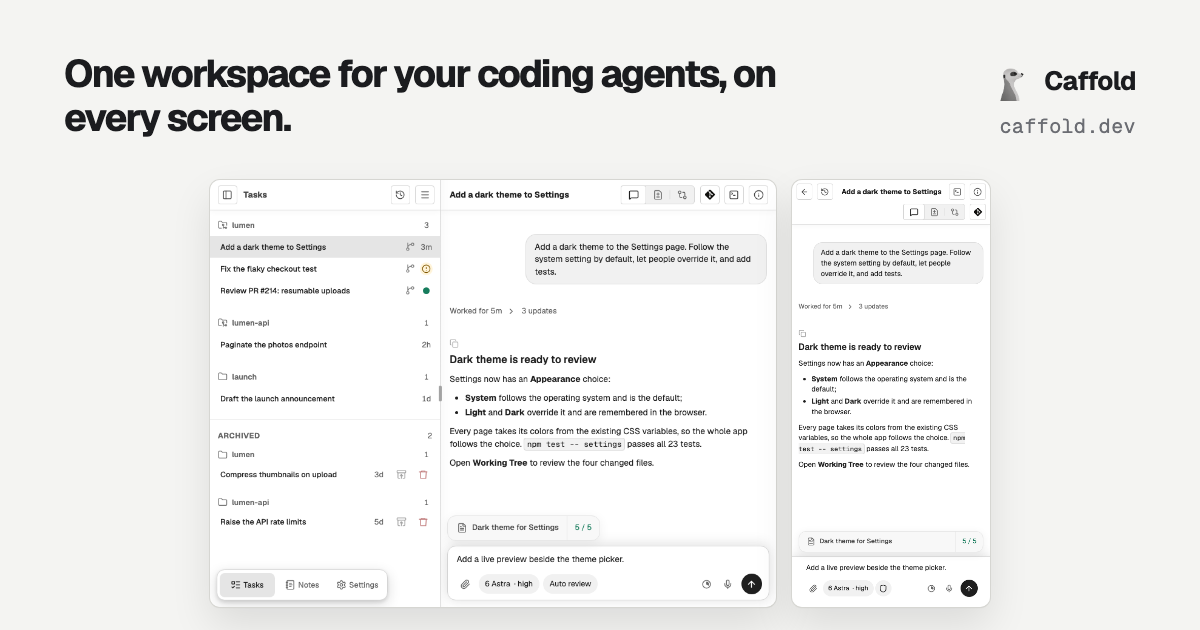 One workspace for your coding agents, on
every screen.
Caffold
caffold.dev
Tasks
lumen 3
Add a dark theme to Settings 3m
Fix the flaky checkout test
Review PR #214: resumable uploads
lumen-api 1
Paginate the photos endpoint 2h
launch 1
Draft the launch announcement 1d
ARCHIVED 2
lumen 1
Compress thumbnails on upload 3d
lumen-api 1
Raise the API rate limits 5d
Tasks Notes Settings
Add a dark theme to Settings
Add a dark theme to the Settings page. Follow the
system setting by default, let people override it, and add
tests.
Worked for 5m > 3 updates
Dark theme is ready to review
Settings now has an Appearance choice:
• System follows the operating system and is the default;
• Light and Dark override it and are remembered in the browser.
Every page takes its colors from the existing CSS variables, so the whole app
follows the choice. npm test -- settings passes all 23 tests.
Open Working Tree to review the four changed files.
Dark theme for Settings 5 / 5
Add a live preview beside the theme picker.
6 Astra · high Auto review
Add a dark theme to Settings
Add a dark theme to the Settings page. Follow
the system setting by default, let people
override it, and add tests.
Worked for 5m > 3 updates
Dark theme is ready to review
Settings now has an Appearance choice:
• System follows the operating system and is the
default;
• Light and Dark override it and are remembered in
the browser.
Every page takes its colors from the existing CSS
variables, so the whole app follows the choice. npm
test -- settings passes all 23 tests.
Open Working Tree to review the four changed files.
Dark theme for Settings 5 / 5
Add a live preview beside the theme picker.
6 Astra · high